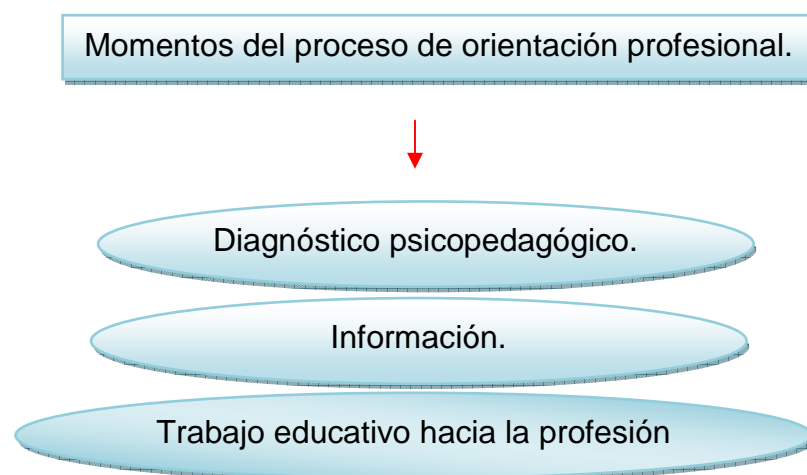 Momentos del proceso de orientación profesional.
Diagnóstico psicopedagógico.
Información.
Trabajo educativo hacia la profesión